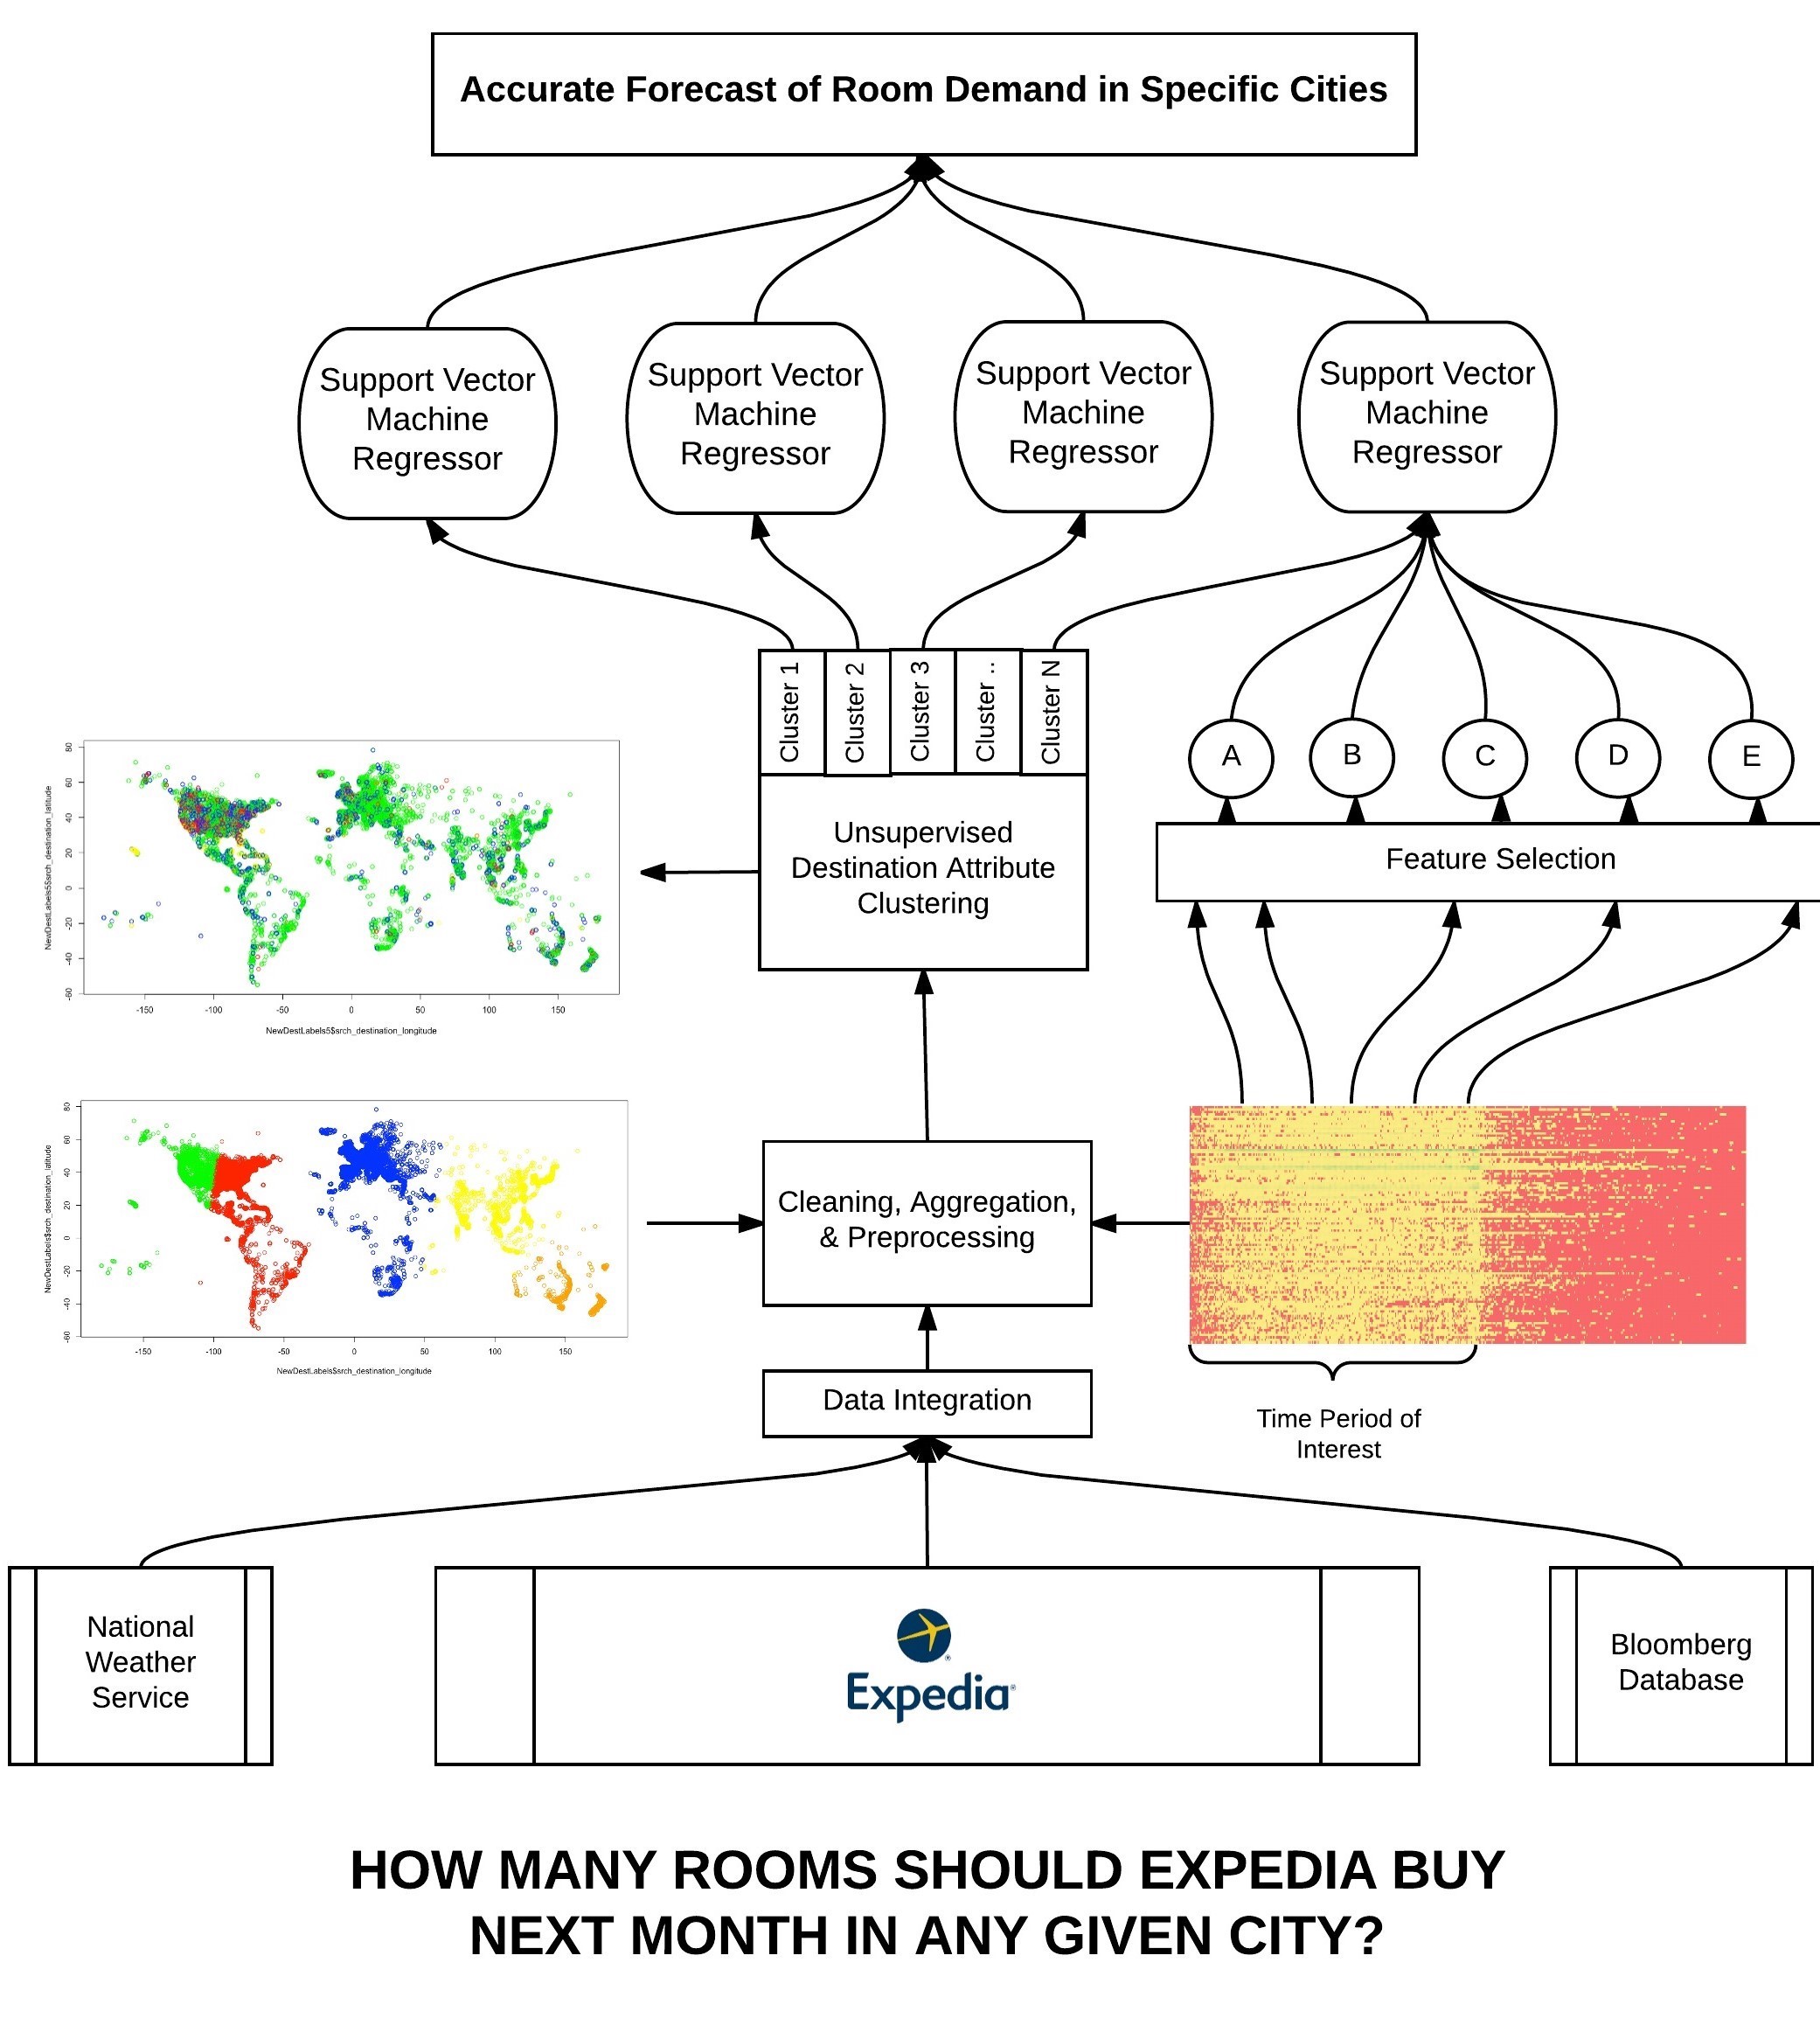 Accurate Forecast of Room Demand in Specific Cities
Support Vector
Machine
Regressor
Support Vector
Machine
Regressor
Support Vector
Machine
Regressor
Support Vector
Machine
Regressor
Cluster 1
Cluster 2
Cluster 3
Cluster ..
Cluster N
Unsupervised
Destination Attribute
Clustering
A
B
C
D
E
Feature Selection
NewDestLabels5$srch_destination_latitude
80
60
40
20
0
-20
-40
-60
-150
-100
-50
0
50
100
150
NewDestLabels5$srch_destination_longitude
NewDestLabels$srch_destination_latitude
80
60
40
20
0
-20
-40
-60
-150
-100
-50
0
50
100
150
NewDestLabels$srch_destination_longitude
Cleaning, Aggregation,
& Preprocessing
Data Integration
Time Period of
Interest
National
Weather
Service
Expedia®
Bloomberg
Database
HOW MANY ROOMS SHOULD EXPEDIA BUY
NEXT MONTH IN ANY GIVEN CITY?